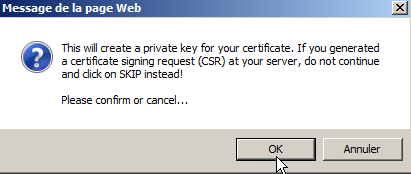 Message de la page Web
This will create a private key for your certificate. If you generated
a certificate signing request (CSR) at your server, do not continue
and click on SKIP instead!
Please confirm or cancel...
OK
Annuler